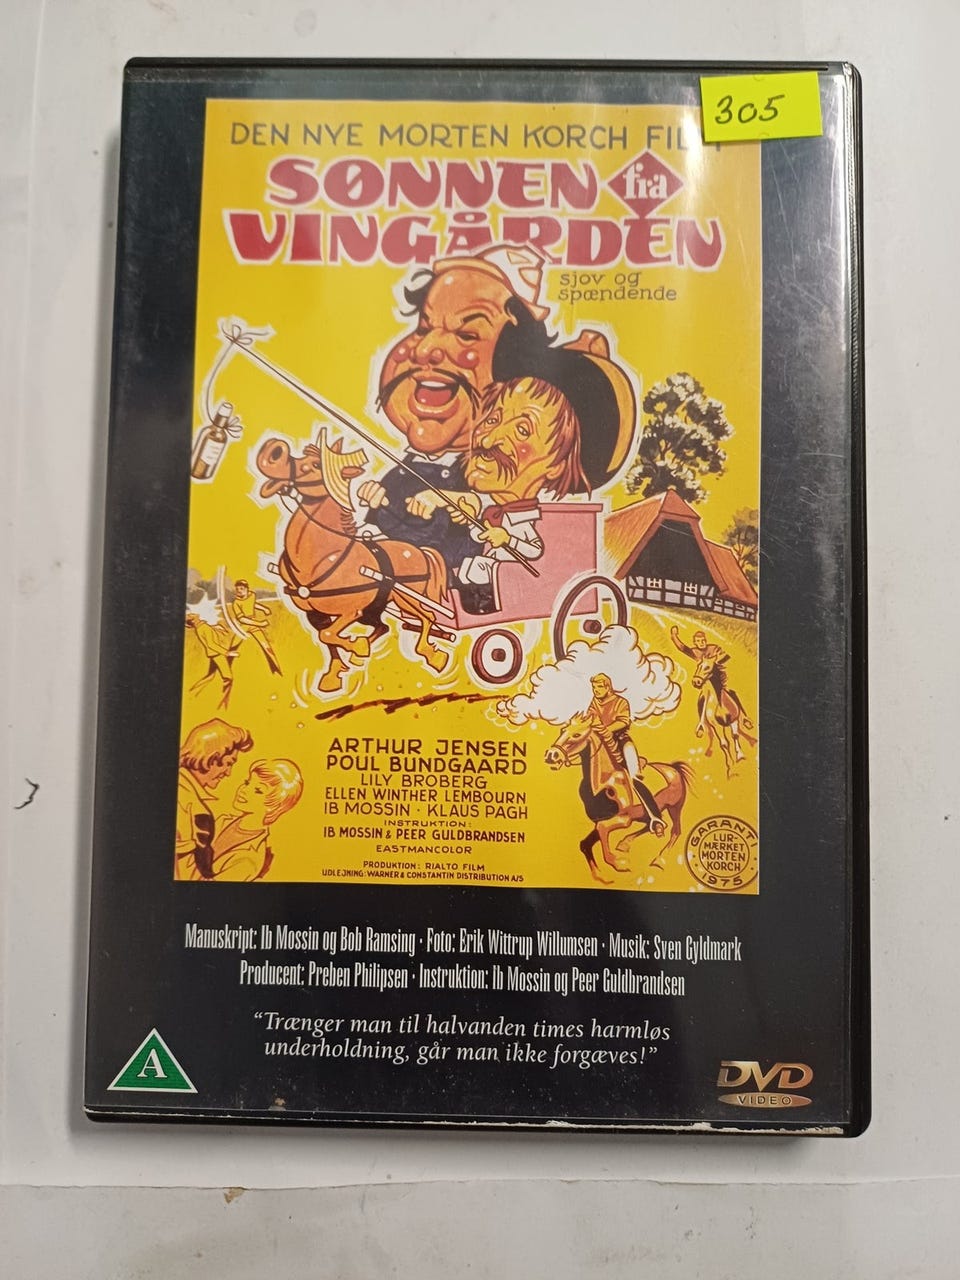 305
DEN NYE MORTEN KORCH
SØNNEN fra
VINGÅRDEN
sjov og
spændende
ARTHUR JENSEN
POUL BUNDGAARD
LILY BROBERG
ELLEN WINTHER LEMBOURN
IB MOSSIN · KLAUS PAGH
INSTRUKTION:
IB MOSSIN & PEER GULDBRANDSEN
EASTMANCOLOR
PRODUKTION: RIALTO FILM
UDLEJNING: WARNER & CONSTANTIN DISTRIBUTION A/S
GARANTI
LUR-
MÆRKET
MORTEN
KORCH
1975
Manuskript: Ib Mossin og Bob Ramsing · Foto: Erik Wittrup Willumsen · Musik: Sven Gyldmark
Producent: Preben Philipsen · Instruktion: Ib Mossin og Peer Guldbrandsen
“Trænger man til halvanden times harmløs
underholdning, går man ikke forgæves!”
A
DVD
VIDEO